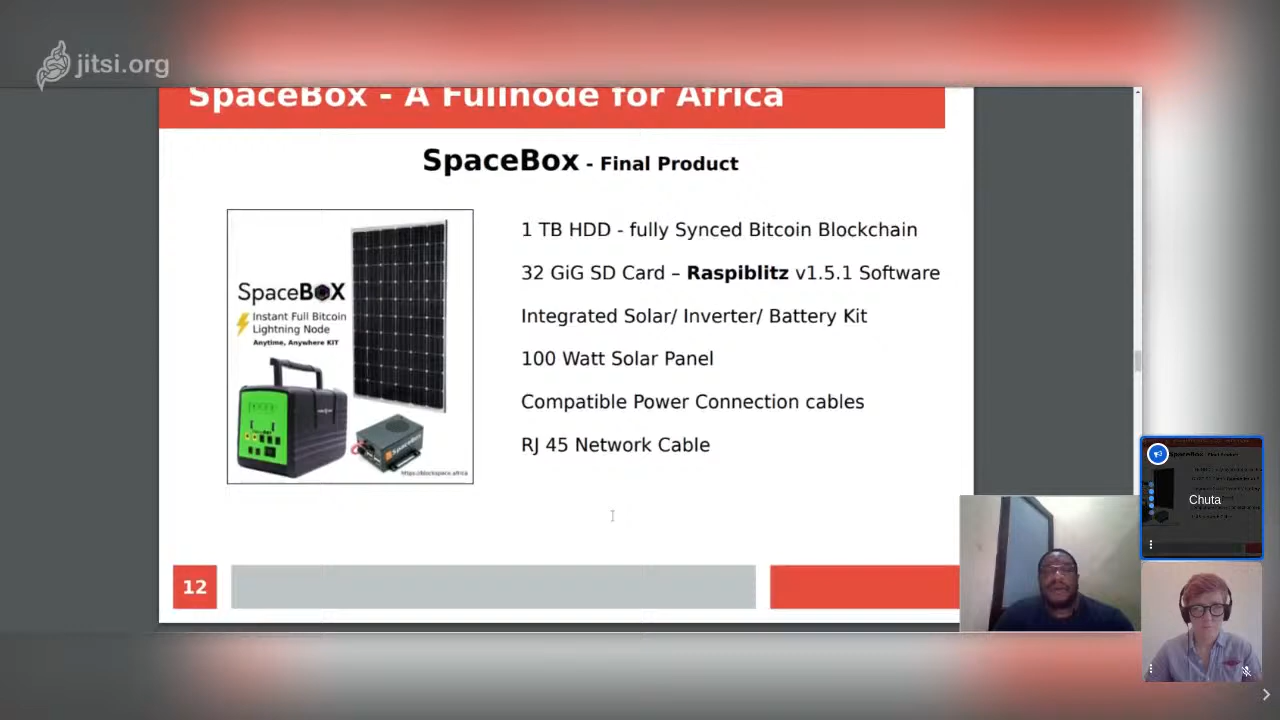 jitsi.org
SpaceBox - A Fullnode for Africa
SpaceBox - Final Product
1 TB HDD - fully Synced Bitcoin Blockchain
32 GiG SD Card – Raspiblitz v1.5.1 Software
Integrated Solar/ Inverter/ Battery Kit
100 Watt Solar Panel
Compatible Power Connection cables
RJ 45 Network Cable
SpaceBOX
Instant Full Bitcoin
Lightning Node
Anytime, Anywhere KIT
https://blockspace.africa
12
Chuta